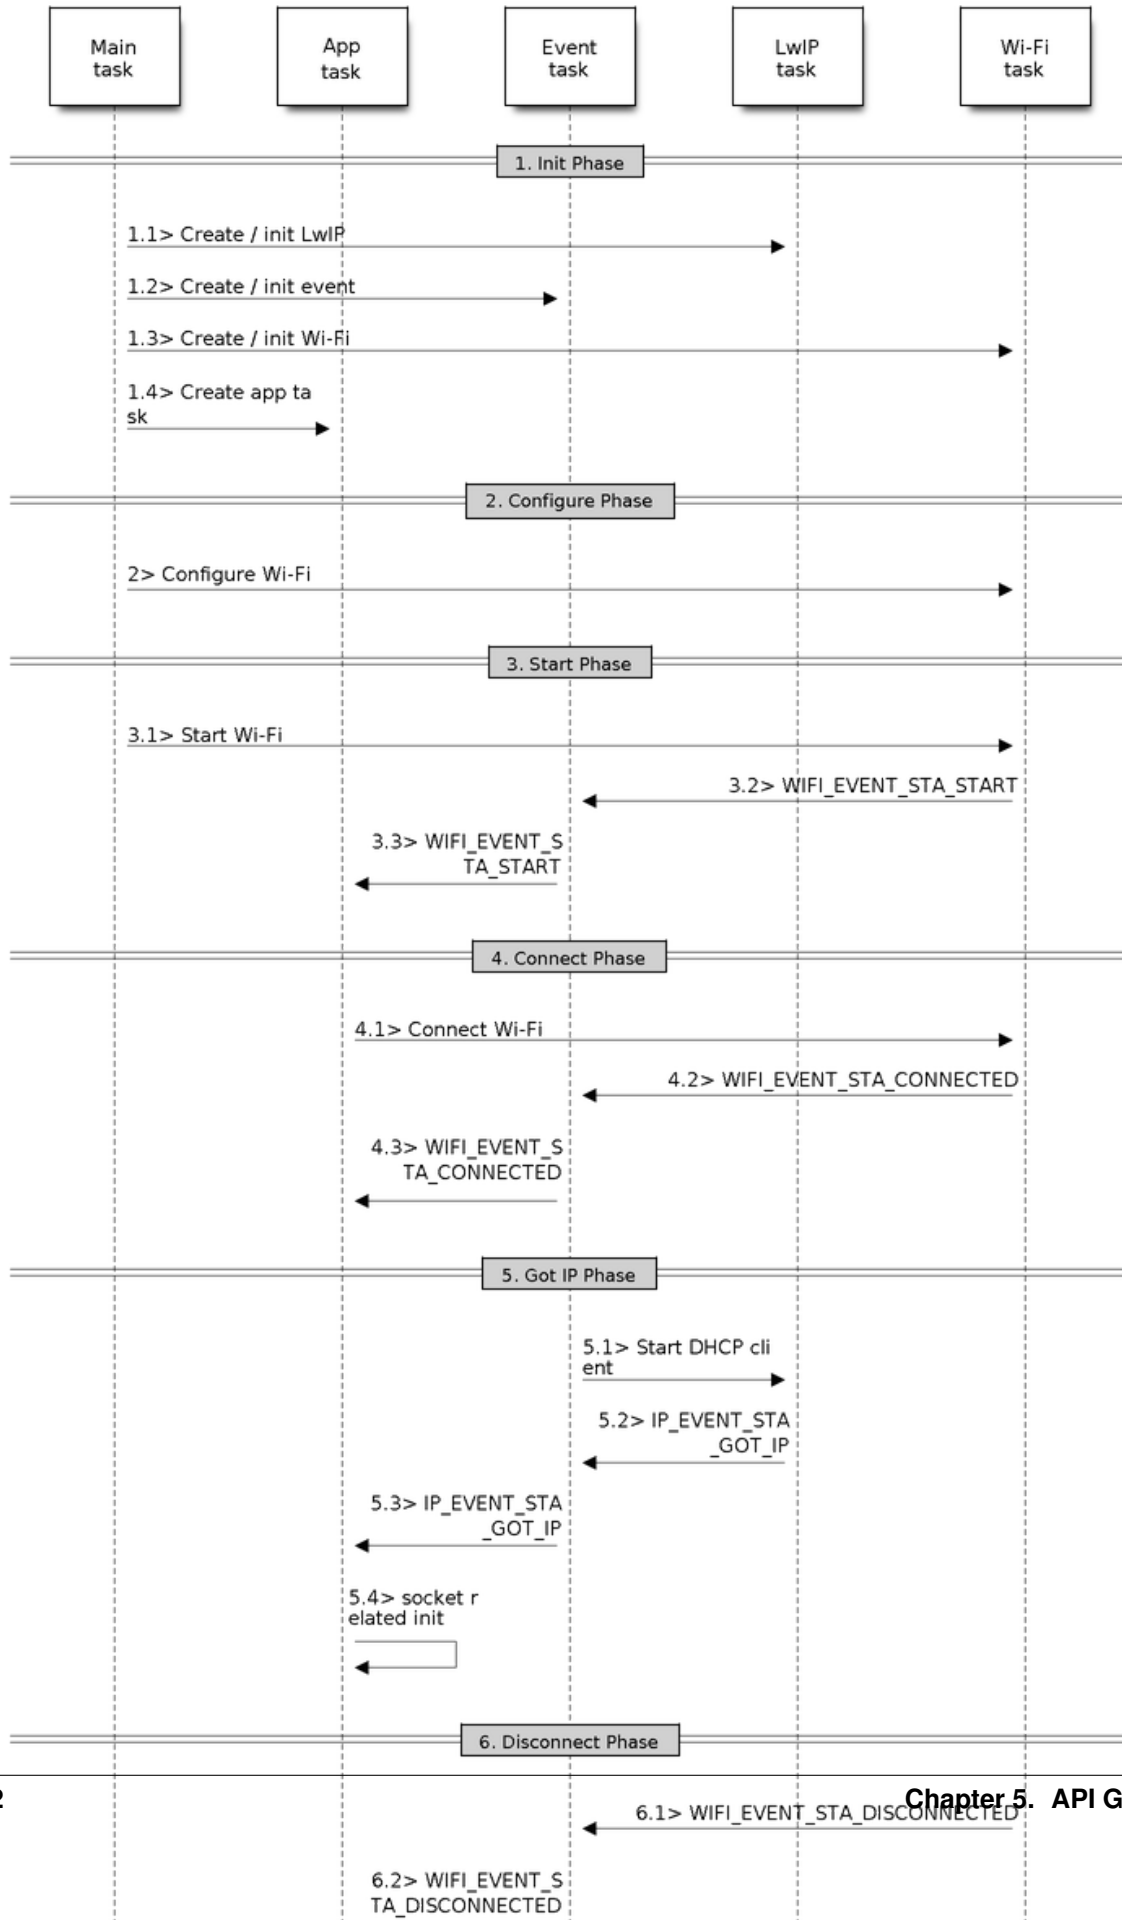 Main
task
App
task
Event
task
LwIP
task
Wi-Fi
task
1. Init Phase
1.1> Create / init LwIP
1.2> Create / init event
1.3> Create / init Wi-Fi
1.4> Create app ta
sk
2. Configure Phase
2> Configure Wi-Fi
3. Start Phase
3.1> Start Wi-Fi
3.2> WIFI_EVENT_STA_START
3.3> WIFI_EVENT_S
TA_START
4. Connect Phase
4.1> Connect Wi-Fi
4.2> WIFI_EVENT_STA_CONNECTED
4.3> WIFI_EVENT_S
TA_CONNECTED
5. Got IP Phase
5.1> Start DHCP cli
ent
5.2> IP_EVENT_STA
_GOT_IP
5.3> IP_EVENT_STA
_GOT_IP
5.4> socket r
elated init
6. Disconnect Phase
2
Chapter 5. API G
6.1> WIFI_EVENT_STA_DISCONNECTED
6.2> WIFI_EVENT_S
TA_DISCONNECTED